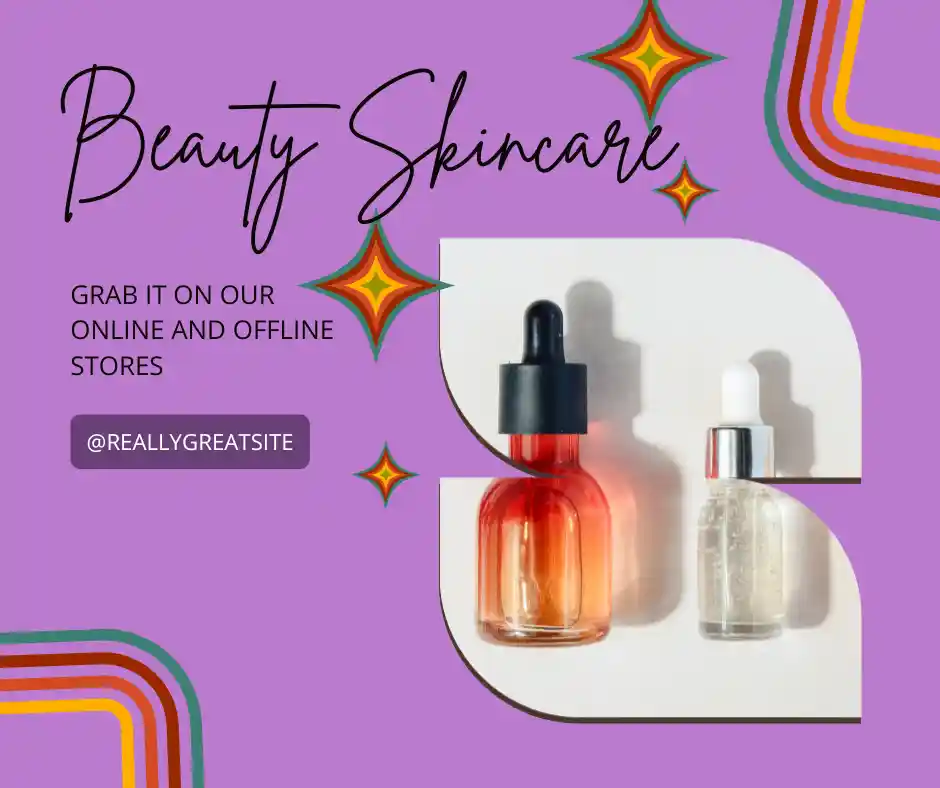 Beauty Skincare
GRAB IT ON OUR
ONLINE AND OFFLINE
STORES
@REALLYGREATSITE